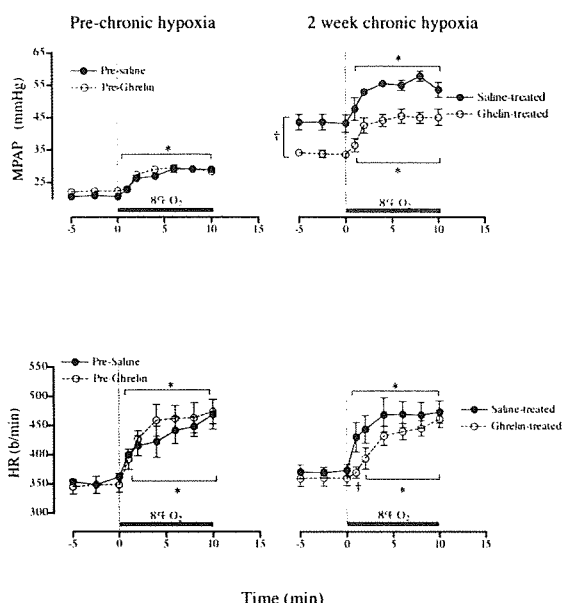 Pre-chronic hypoxia
2 week chronic hypoxia
MPAP (mmHg)
65
55
45
35
25
Pre-saline
Pre-Ghrelin
*
8% O2
-5 0 5 10 15
*
Saline-treated
Ghelin-treated
†
*
8% O2
-5 0 5 10 15
HR (b/min)
550
500
450
400
350
300
Pre-Saline
Pre-Ghrelin
*
*
8% O2
-5 0 5 10 15
*
Saline-treated
Ghrelin-treated
†
*
8% O2
-5 0 5 10 15
Time (min)